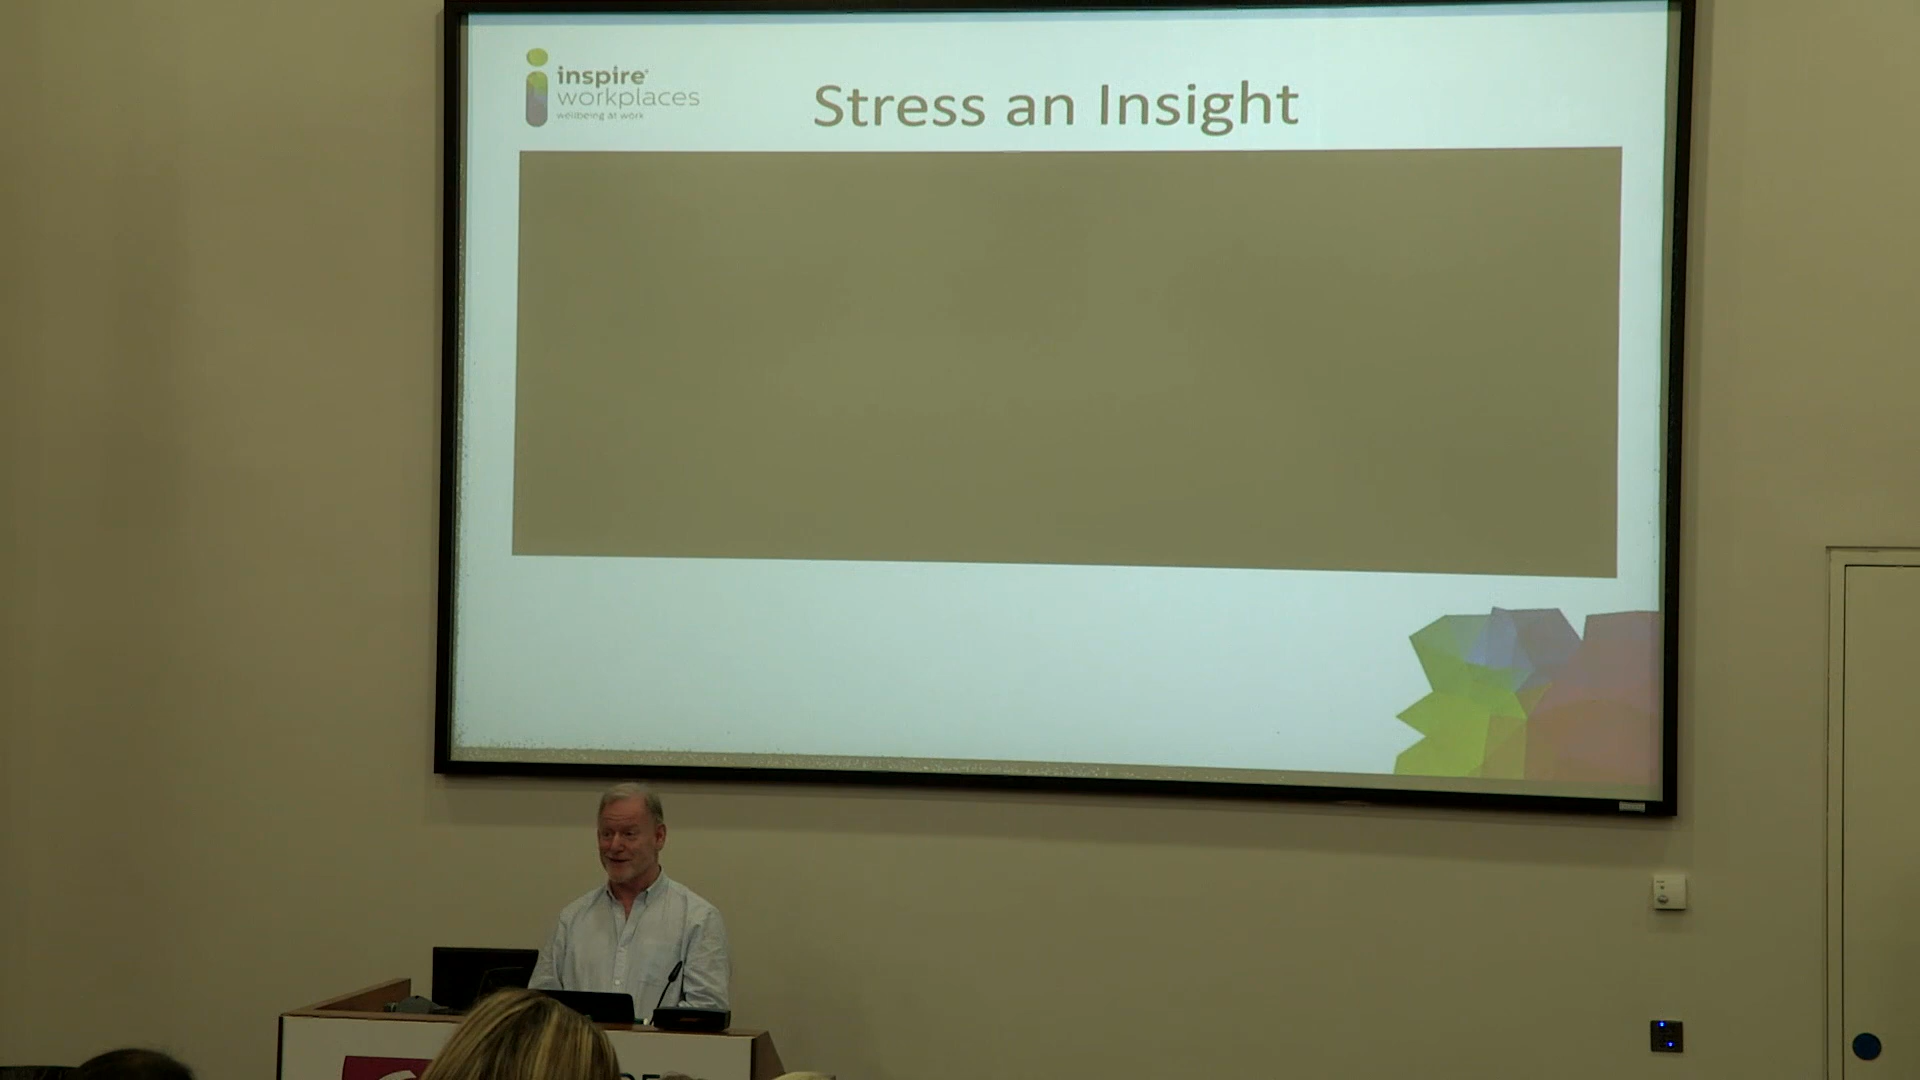 inspire
workplaces
wellbeing at work
Stress an Insight